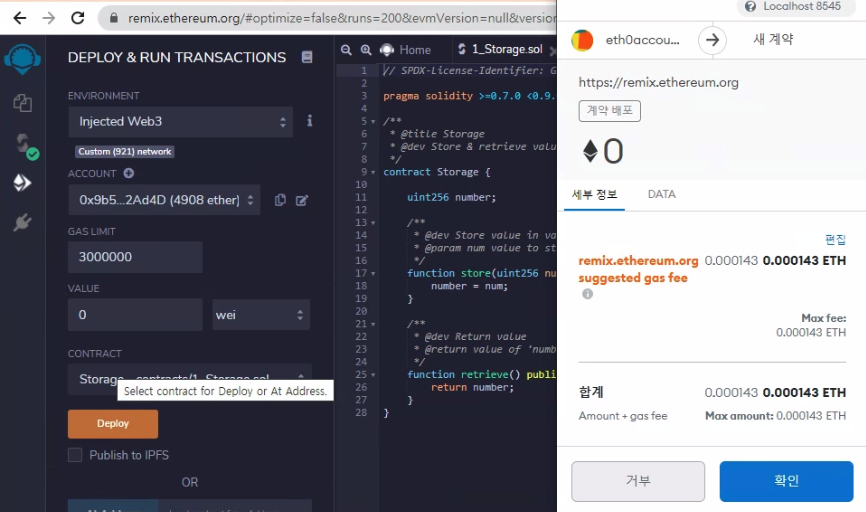 remix.ethereum.org/#optimize=false&runs=200&evmVersion=null&version
DEPLOY & RUN TRANSACTIONS
ENVIRONMENT
Injected Web3
Custom (921) network
ACCOUNT
0x9b5...2Ad4D (4908 ether)
GAS LIMIT
3000000
VALUE
0 wei
CONTRACT
Storage - contracts/1_Storage.sol
Select contract for Deploy or At Address.
Deploy
Publish to IPFS
OR
Home 1_Storage.sol
1 // SPDX-License-Identifier: G
2
3 pragma solidity >=0.7.0 <0.9.
4
5 /**
6 * @title Storage
7 * @dev Store & retrieve valu
8 */
9 contract Storage {
10
11 uint256 number;
12
13 /**
14 * @dev Store value in va
15 * @param num value to st
16 */
17 function store(uint256 nu
18 number = num;
19 }
20
21 /**
22 * @dev Return value
23 * @return value of 'numb
24 */
25 function retrieve() publi
26 return number;
27 }
28 }
Localhost 8545
eth0accou... 새 계약
https://remix.ethereum.org
계약 배포
0
세부 정보 DATA
편집
remix.ethereum.org 0.000143 0.000143 ETH
suggested gas fee
Max fee:
0.000143 ETH
합계 0.000143 0.000143 ETH
Amount + gas fee Max amount: 0.000143 ETH
거부 확인